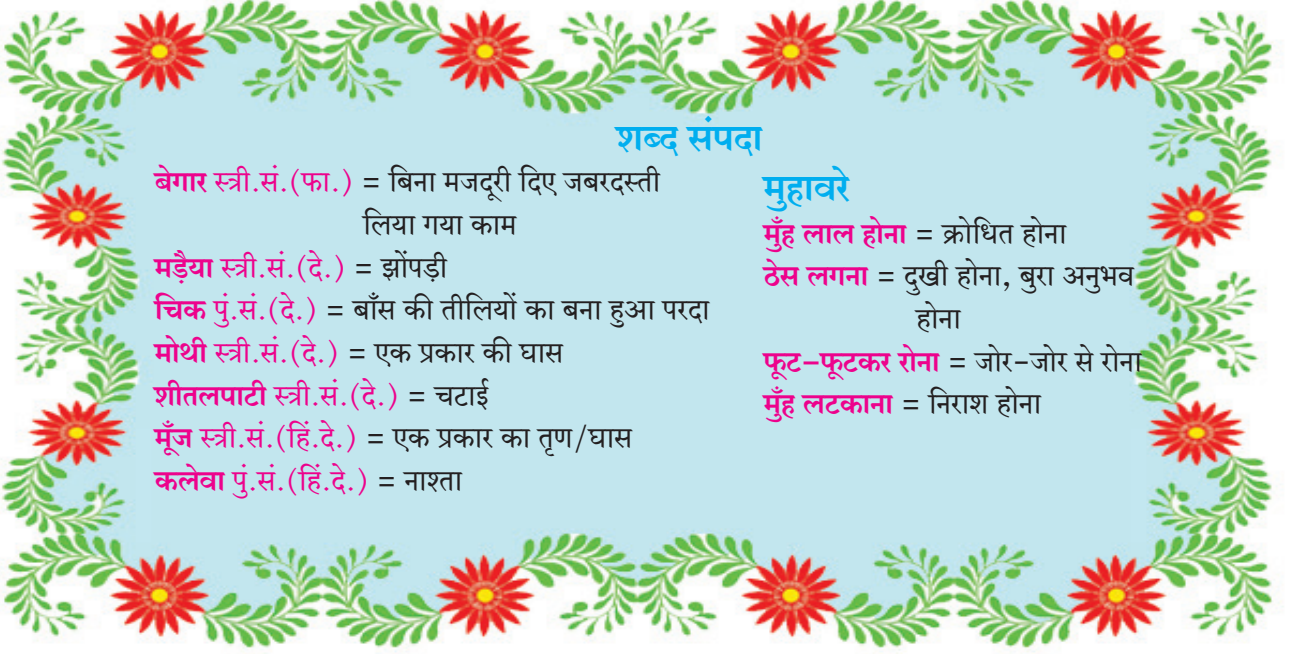 शब्द संपदा
बेगार स्त्री.सं.(फा.) = बिना मजदूरी दिए जबरदस्ती
लिया गया काम
मड़ैया स्त्री.सं.(दे.) = झोंपड़ी
चिक पुं.सं.(दे.) = बाँस की तीलियों का बना हुआ परदा
मोथी स्त्री.सं.(दे.) = एक प्रकार की घास
शीतलपाटी स्त्री.सं.(दे.) = चटाई
मूँज स्त्री.सं.(हिं.दे.) = एक प्रकार का तृण/घास
कलेवा पुं.सं.(हिं.दे.) = नाश्ता
मुहावरे
मुँह लाल होना = क्रोधित होना
ठेस लगना = दुखी होना, बुरा अनुभव
होना
फूट-फूटकर रोना = जोर-जोर से रोना
मुँह लटकाना = निराश होना